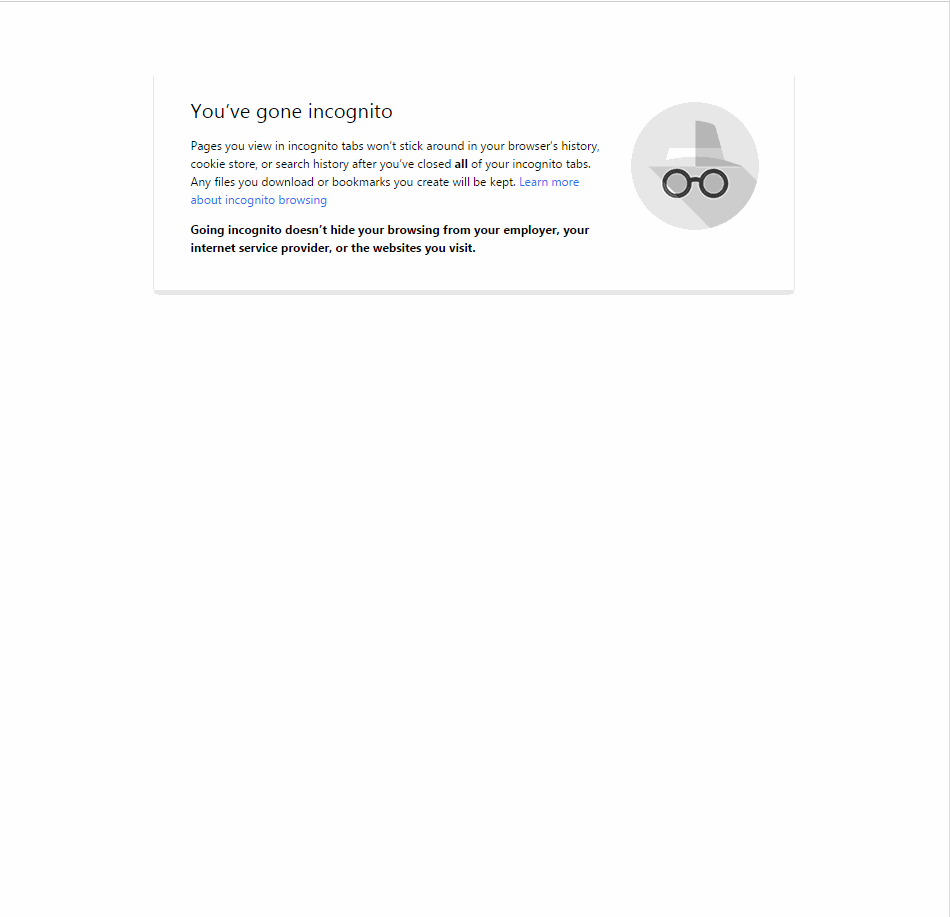 You’ve gone incognito
Pages you view in incognito tabs won’t stick around in your browser’s history,
cookie store, or search history after you’ve closed all of your incognito tabs.
Any files you download or bookmarks you create will be kept. Learn more
about incognito browsing
Going incognito doesn’t hide your browsing from your employer, your
internet service provider, or the websites you visit.